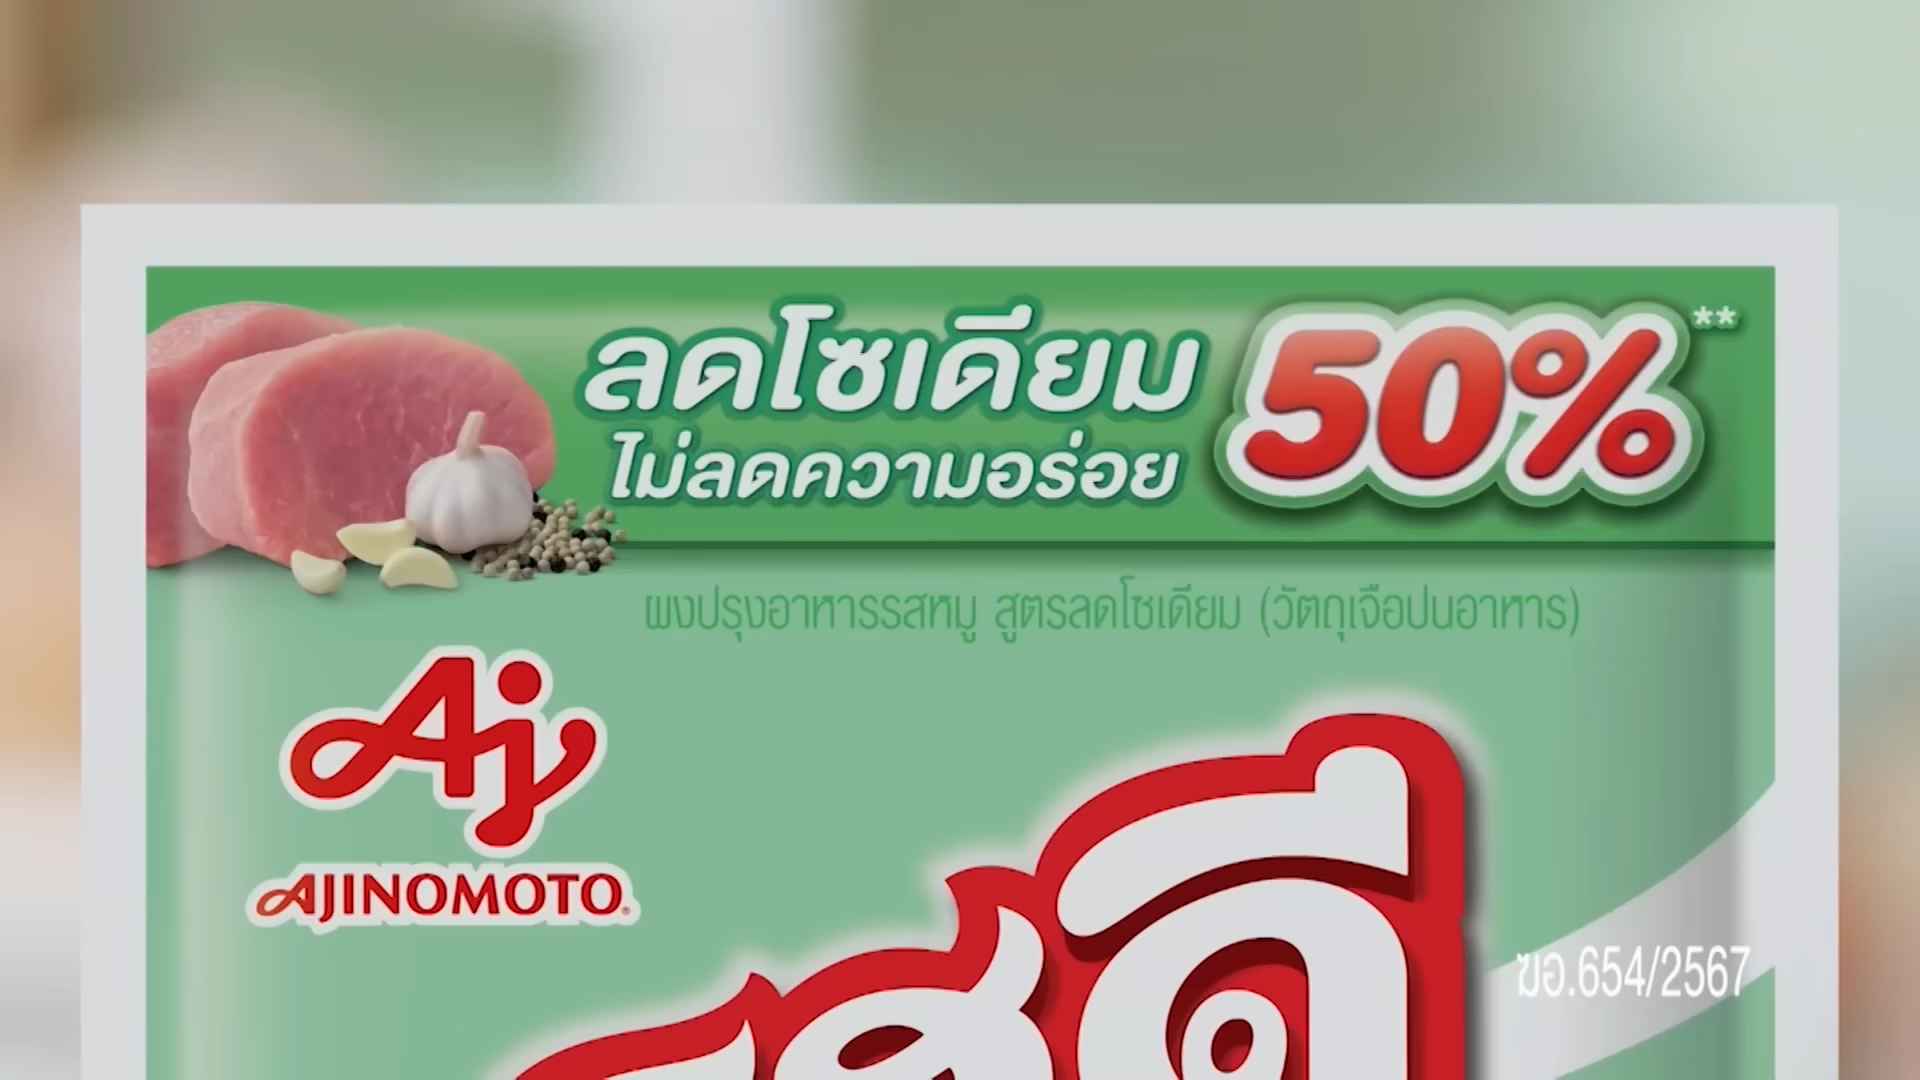 ลดโซเดียม 50%**
ไม่ลดความอร่อย
ผงปรุงอาหารรสหมู สูตรลดโซเดียม (วัตถุเจือปนอาหาร)
Aj
AJINOMOTO®
รสดี
ฆอ.654/2567